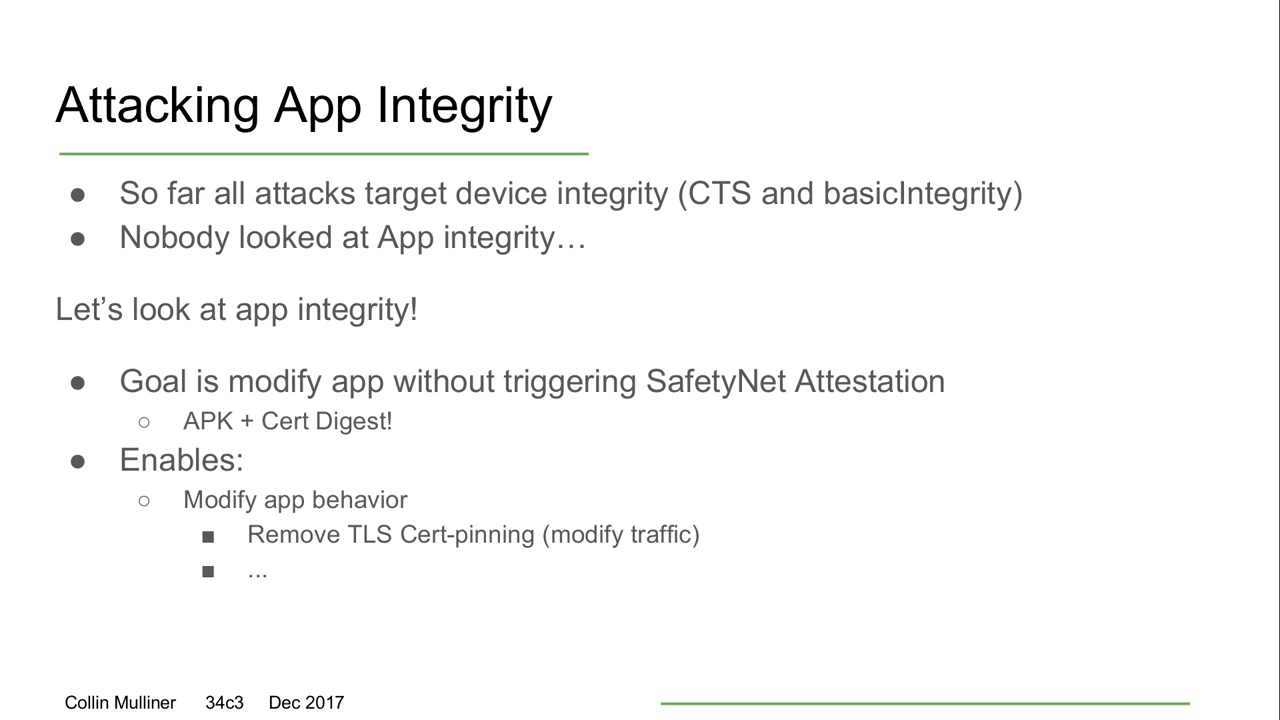 Attacking App Integrity
● So far all attacks target device integrity (CTS and basicIntegrity)
● Nobody looked at App integrity…
Let’s look at app integrity!
● Goal is modify app without triggering SafetyNet Attestation
○ APK + Cert Digest!
● Enables:
○ Modify app behavior
■ Remove TLS Cert-pinning (modify traffic)
■ ...
Collin Mulliner 34c3 Dec 2017